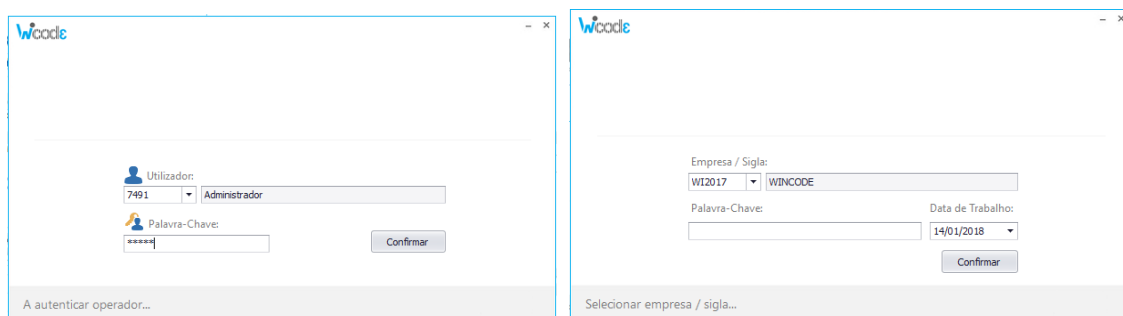 Wincode
Utilizador:
7491 Administrador
Palavra-Chave:
*****
Confirmar
A autenticar operador...
Wincode
Empresa / Sigla:
WI2017 WINCODE
Palavra-Chave: Data de Trabalho:
14/01/2018
Confirmar
Selecionar empresa / sigla...